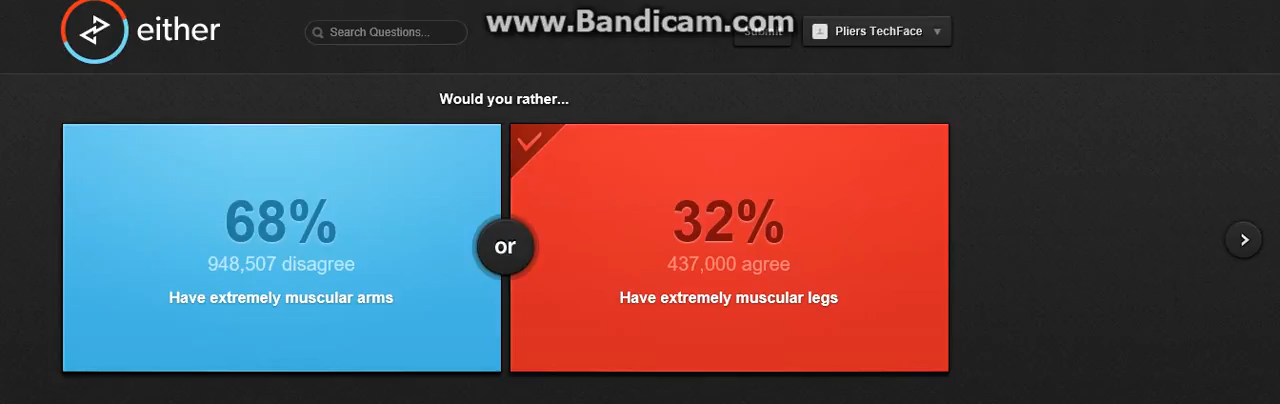 either
Search Questions...
www.Bandicam.com
Submit
Pliers TechFace
Would you rather...
68%
948,507 disagree
Have extremely muscular arms
or
32%
437,000 agree
Have extremely muscular legs